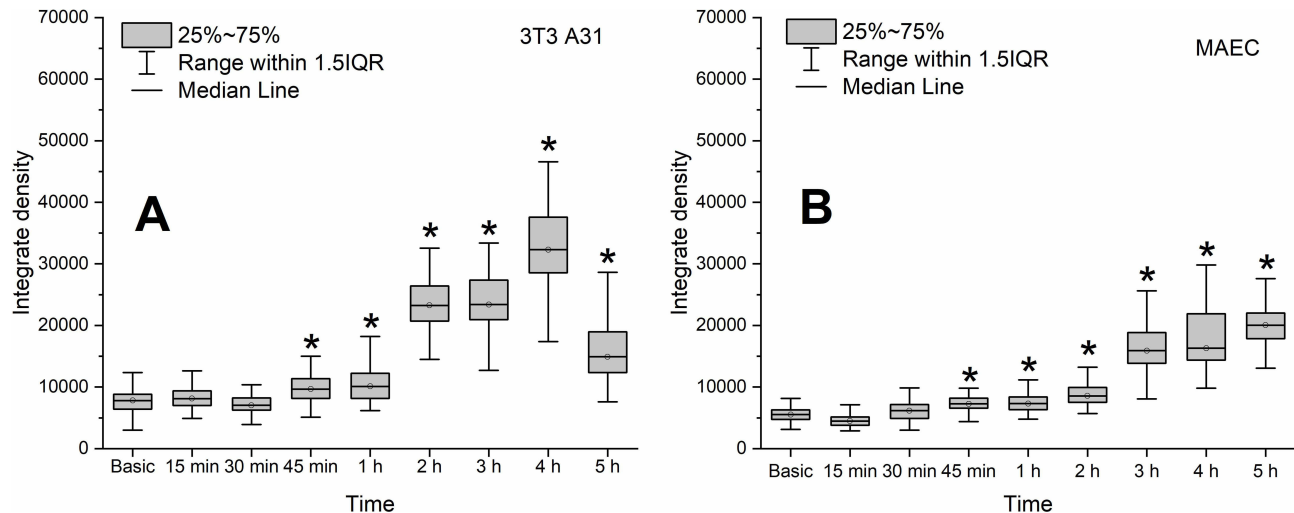 70000
60000
50000
40000
30000
20000
10000
0
Integrate density
25%~75%
Range within 1.5IQR
Median Line
3T3 A31
A
*
*
*
*
*
*
Basic 15 min 30 min 45 min 1 h 2 h 3 h 4 h 5 h
Time
70000
60000
50000
40000
30000
20000
10000
0
Integrate density
25%~75%
Range within 1.5IQR
Median Line
MAEC
B
*
*
*
*
*
*
Basic 15 min 30 min 45 min 1 h 2 h 3 h 4 h 5 h
Time